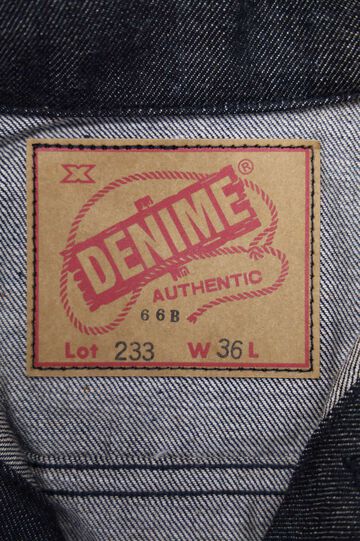 X
DENIME®
AUTHENTIC
66B
Lot 233 W 36 L